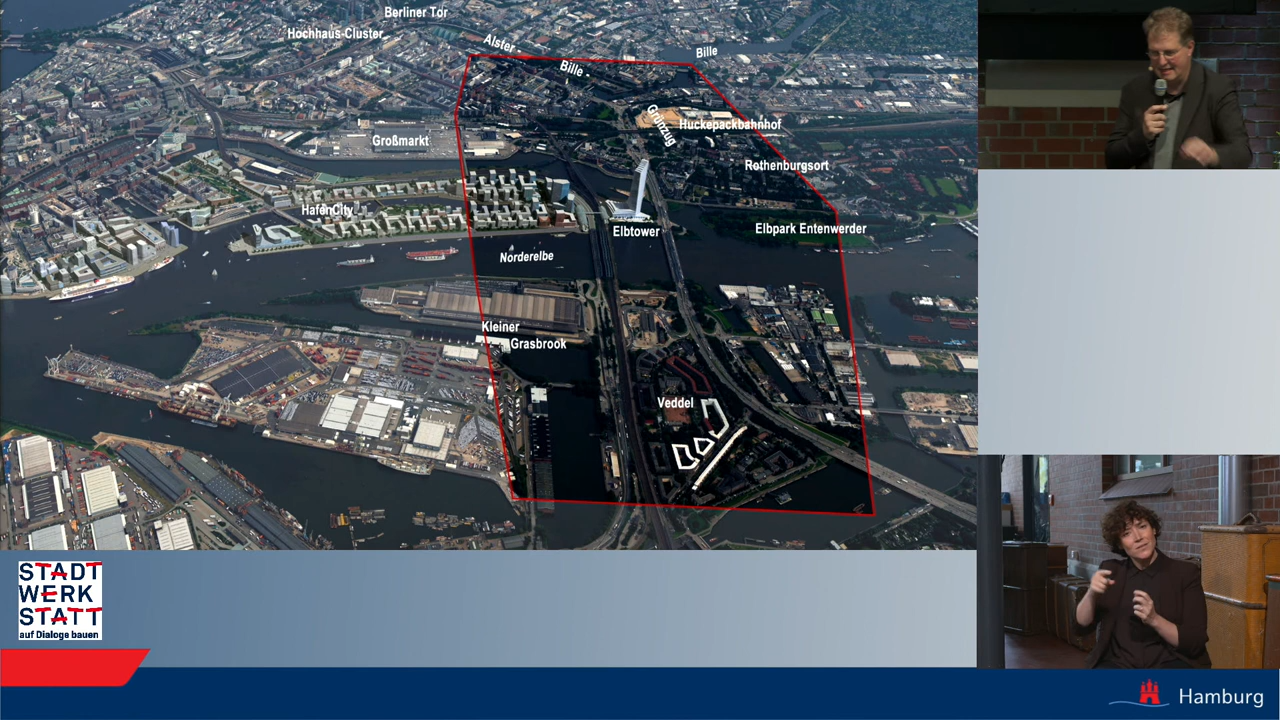 Berliner Tor
Hochhaus-Cluster
Alster -
Bille -
Bille
Grünzug
Huckepackbahnhof
Großmarkt
Rothenburgsort
HafenCity
Elbtower
Elbpark Entenwerder
Norderelbe
Kleiner
Grasbrook
Veddel
STADT
WERK
STATT
auf Dialoge bauen
Hamburg